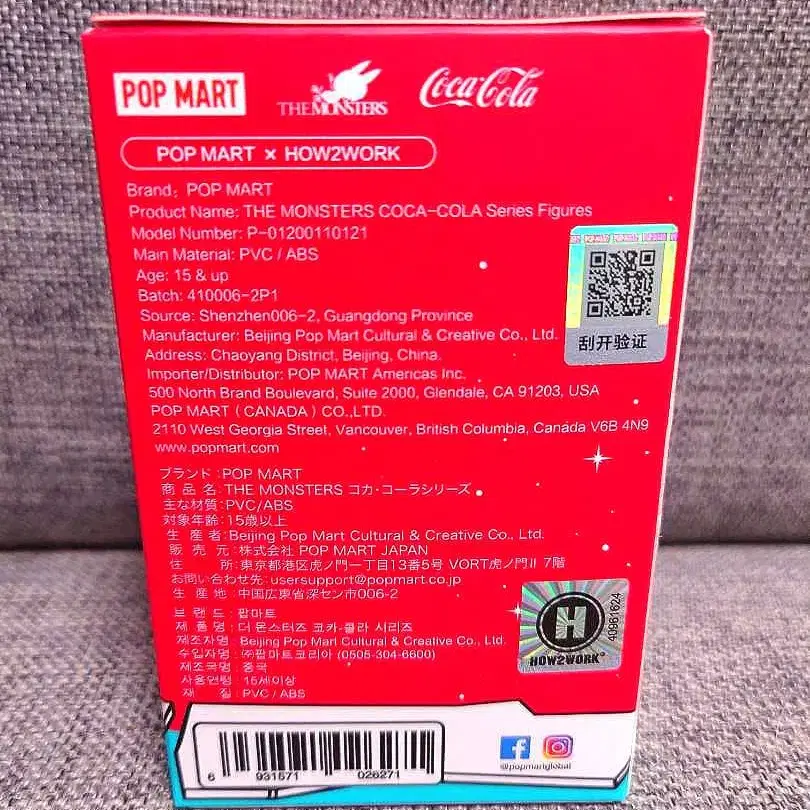 POP MART
THE MONSTERS
Coca-Cola
POP MART × HOW2WORK
Brand: POP MART
Product Name: THE MONSTERS COCA-COLA Series Figures
Model Number: P-01200110121
Main Material: PVC / ABS
Age: 15 & up
Batch: 410006-2P1
Source: Shenzhen006-2, Guangdong Province
Manufacturer: Beijing Pop Mart Cultural & Creative Co., Ltd.
Address: Chaoyang District, Beijing, China.
Importer/Distributor: POP MART Americas Inc.
500 North Brand Boulevard, Suite 2000, Glendale, CA 91203, USA
POP MART (CANADA) CO.,LTD.
2110 West Georgia Street, Vancouver, British Columbia, Canada V6B 4N9
www.popmart.com
刮开验证
ブランド:POP MART
商品名:THE MONSTERS コカ·コーラシリーズ
主な材質:PVC/ABS
対象年齢:15歳以上
生産者:Beijing Pop Mart Cultural & Creative Co., Ltd.
販売元:株式会社 POP MART JAPAN
住所:東京都港区虎ノ門一丁目13番5号 VORT虎ノ門II 7階
お問い合わせ先:usersupport@popmart.co.jp
生産地:中国広東省深セン市006-2
브랜드:팝마트
제품명:더 몬스터즈 코카-콜라 시리즈
제조자명:Beijing Pop Mart Cultural & Creative Co., Ltd.
수입자명:㈜팝마트코리아 (0505-304-6600)
제조국명:중국
사용연령:15세이상
재질:PVC / ABS
H
HOW2WORK®
40961624
6 931571 026271
f
@popmartglobal